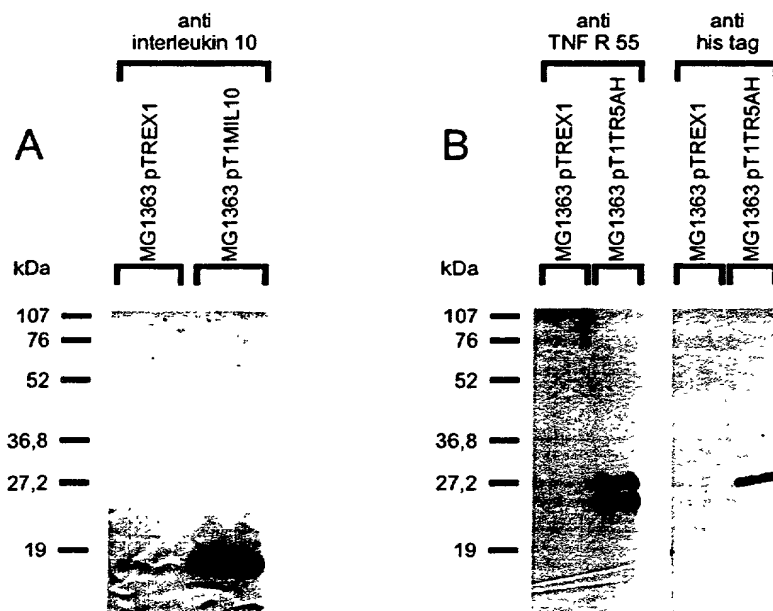 anti
interleukin 10
A
MG1363 pTREX1
MG1363 pT1MIL10
kDa
107
76
52
36,8
27,2
19
anti
TNF R 55
anti
his tag
B
MG1363 pTREX1
MG1363 pT1TR5AH
MG1363 pTREX1
MG1363 pT1TR5AH
kDa
107
76
52
36,8
27,2
19